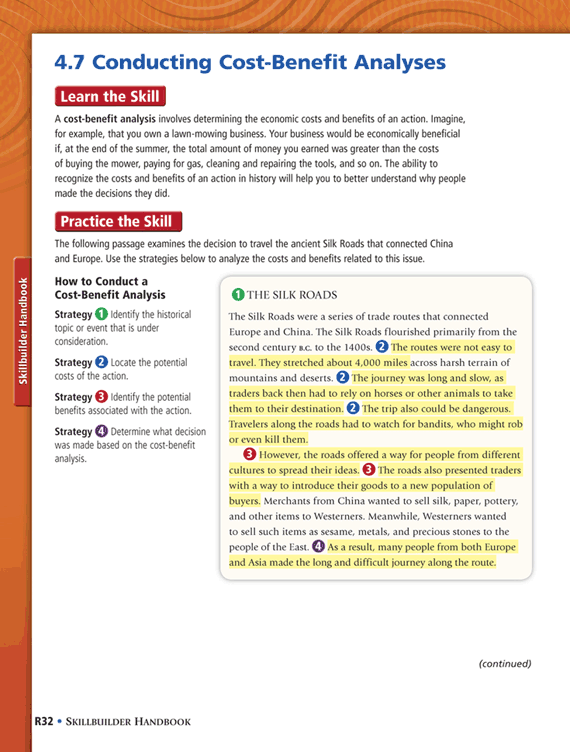 4.7 Conducting Cost-Benefit Analyses
Learn the Skill
A cost-benefit analysis involves determining the economic costs and benefits of an action. Imagine,
for example, that you own a lawn-mowing business. Your business would be economically beneficial
if, at the end of the summer, the total amount of money you earned was greater than the costs
of buying the mower, paying for gas, cleaning and repairing the tools, and so on. The ability to
recognize the costs and benefits of an action in history will help you to better understand why people
made the decisions they did.
Practice the Skill
The following passage examines the decision to travel the ancient Silk Roads that connected China
and Europe. Use the strategies below to analyze the costs and benefits related to this issue.
Skillbuilder Handbook
How to Conduct a
Cost-Benefit Analysis
Strategy 1 Identify the historical
topic or event that is under
consideration.
Strategy 2 Locate the potential
costs of the action.
Strategy 3 Identify the potential
benefits associated with the action.
Strategy 4 Determine what decision
was made based on the cost-benefit
analysis.
1 THE SILK ROADS
The Silk Roads were a series of trade routes that connected
Europe and China. The Silk Roads flourished primarily from the
second century B.C. to the 1400s. 2 The routes were not easy to
travel. They stretched about 4,000 miles across harsh terrain of
mountains and deserts. 2 The journey was long and slow, as
traders back then had to rely on horses or other animals to take
them to their destination. 2 The trip also could be dangerous.
Travelers along the roads had to watch for bandits, who might rob
or even kill them.
3 However, the roads offered a way for people from different
cultures to spread their ideas. 3 The roads also presented traders
with a way to introduce their goods to a new population of
buyers. Merchants from China wanted to sell silk, paper, pottery,
and other items to Westerners. Meanwhile, Westerners wanted
to sell such items as sesame, metals, and precious stones to the
people of the East. 4 As a result, many people from both Europe
and Asia made the long and difficult journey along the route.
(continued)
R32 • SKILLBUILDER HANDBOOK